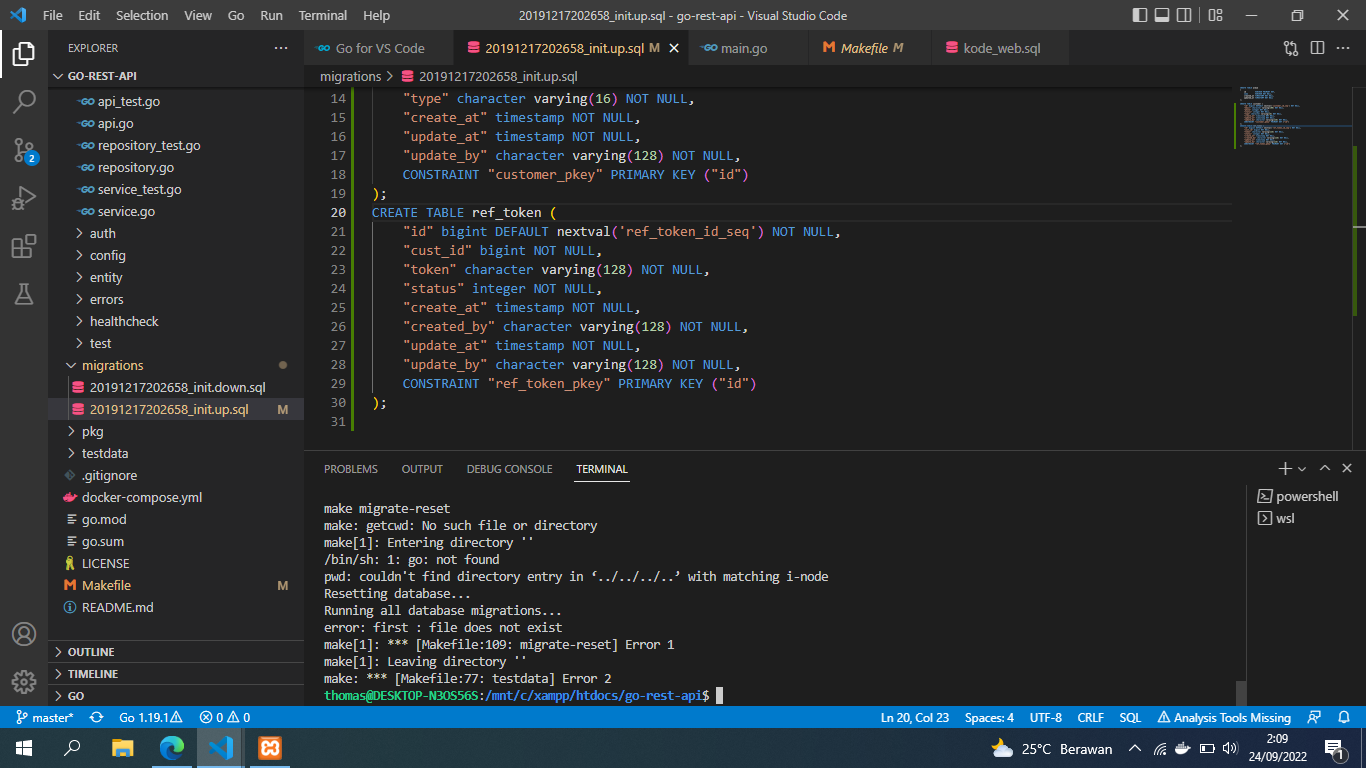 File Edit Selection View Go Run Terminal Help
20191217202658_init.up.sql - go-rest-api - Visual Studio Code
EXPLORER
GO-REST-API
api_test.go
api.go
repository_test.go
repository.go
service_test.go
service.go
auth
config
entity
errors
healthcheck
test
migrations
20191217202658_init.down.sql
20191217202658_init.up.sql M
pkg
testdata
.gitignore
docker-compose.yml
go.mod
go.sum
LICENSE
Makefile M
README.md
OUTLINE
TIMELINE
GO
2
Go for VS Code
20191217202658_init.up.sql M
main.go
Makefile M
kode_web.sql
migrations > 20191217202658_init.up.sql
14 "type" character varying(16) NOT NULL,
15 "create_at" timestamp NOT NULL,
16 "update_at" timestamp NOT NULL,
17 "update_by" character varying(128) NOT NULL,
18 CONSTRAINT "customer_pkey" PRIMARY KEY ("id")
19 );
20 CREATE TABLE ref_token (
21 "id" bigint DEFAULT nextval('ref_token_id_seq') NOT NULL,
22 "cust_id" bigint NOT NULL,
23 "token" character varying(128) NOT NULL,
24 "status" integer NOT NULL,
25 "create_at" timestamp NOT NULL,
26 "created_by" character varying(128) NOT NULL,
27 "update_at" timestamp NOT NULL,
28 "update_by" character varying(128) NOT NULL,
29 CONSTRAINT "ref_token_pkey" PRIMARY KEY ("id")
30 );
31
PROBLEMS OUTPUT DEBUG CONSOLE TERMINAL
make migrate-reset
make: getcwd: No such file or directory
make[1]: Entering directory ''
/bin/sh: 1: go: not found
pwd: couldn't find directory entry in ‘../../../..’ with matching i-node
Resetting database...
Running all database migrations...
error: first : file does not exist
make[1]: *** [Makefile:109: migrate-reset] Error 1
make[1]: Leaving directory ''
make: *** [Makefile:77: testdata] Error 2
thomas@DESKTOP-N3OS56S:/mnt/c/xampp/htdocs/go-rest-api$
powershell
wsl
master* Go 1.19.1 0 0
Ln 20, Col 23 Spaces: 4 UTF-8 CRLF SQL Analysis Tools Missing
25°C Berawan
2:09
24/09/2022
1